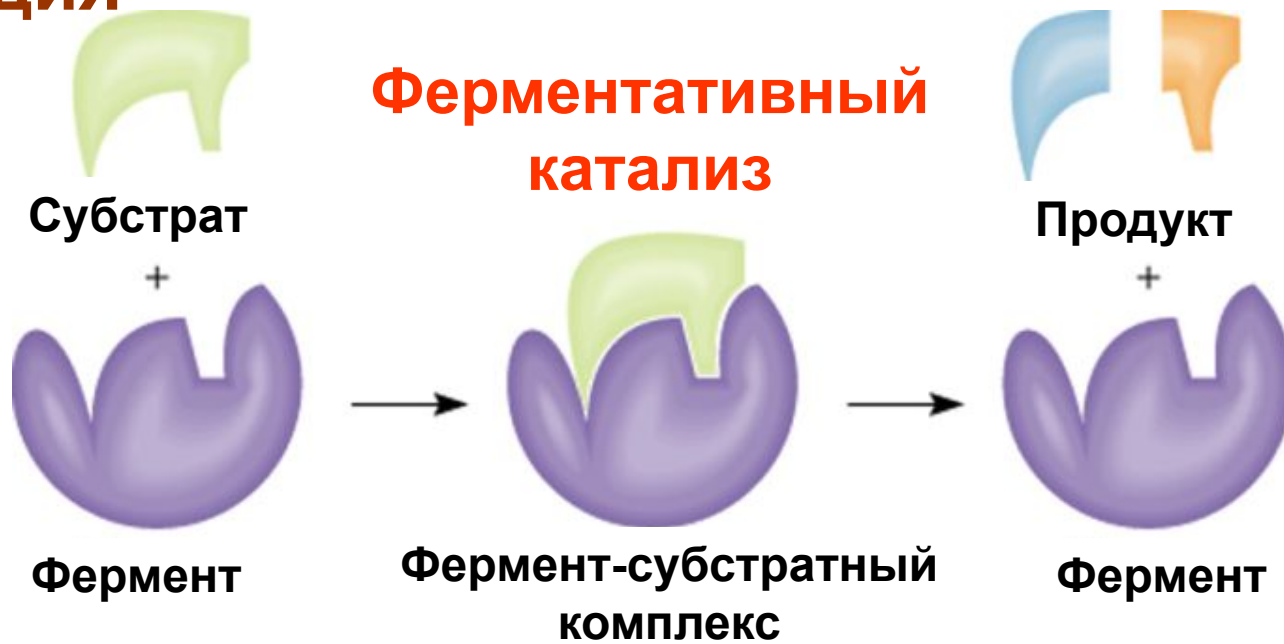 Ферментативный
катализ
Субстрат
+
Фермент
Фермент-субстратный
комплекс
Продукт
+
Фермент